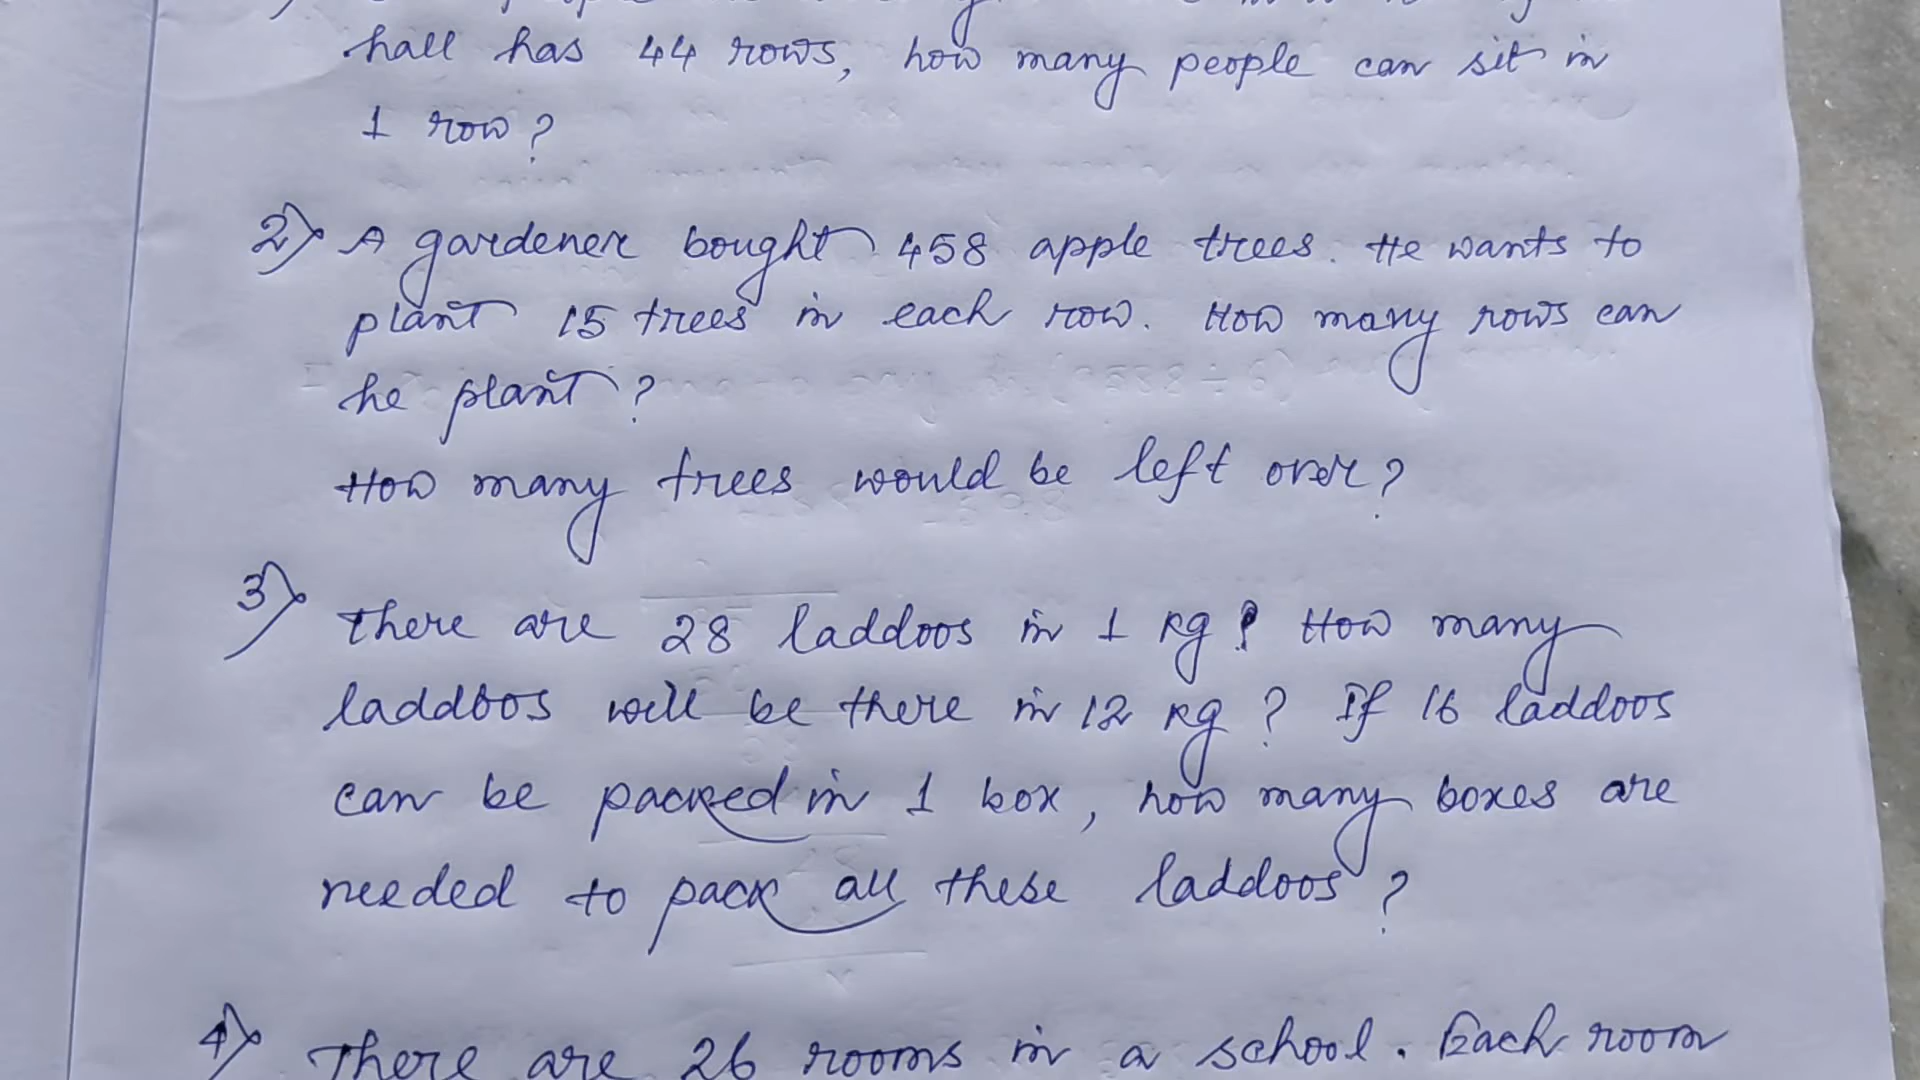 hall has 44 rows, how many people can sit in
1 row?
2) A gardener bought 458 apple trees. He wants to
plant 15 trees in each row. How many rows can
he plant?
How many trees would be left over?
3) There are 28 laddoos in 1 kg? How many
laddoos will be there in 12 kg? If 16 laddoos
can be packed in 1 box, how many boxes are
needed to pack all these laddoos?
4) There are 26 rooms in a school. Each room